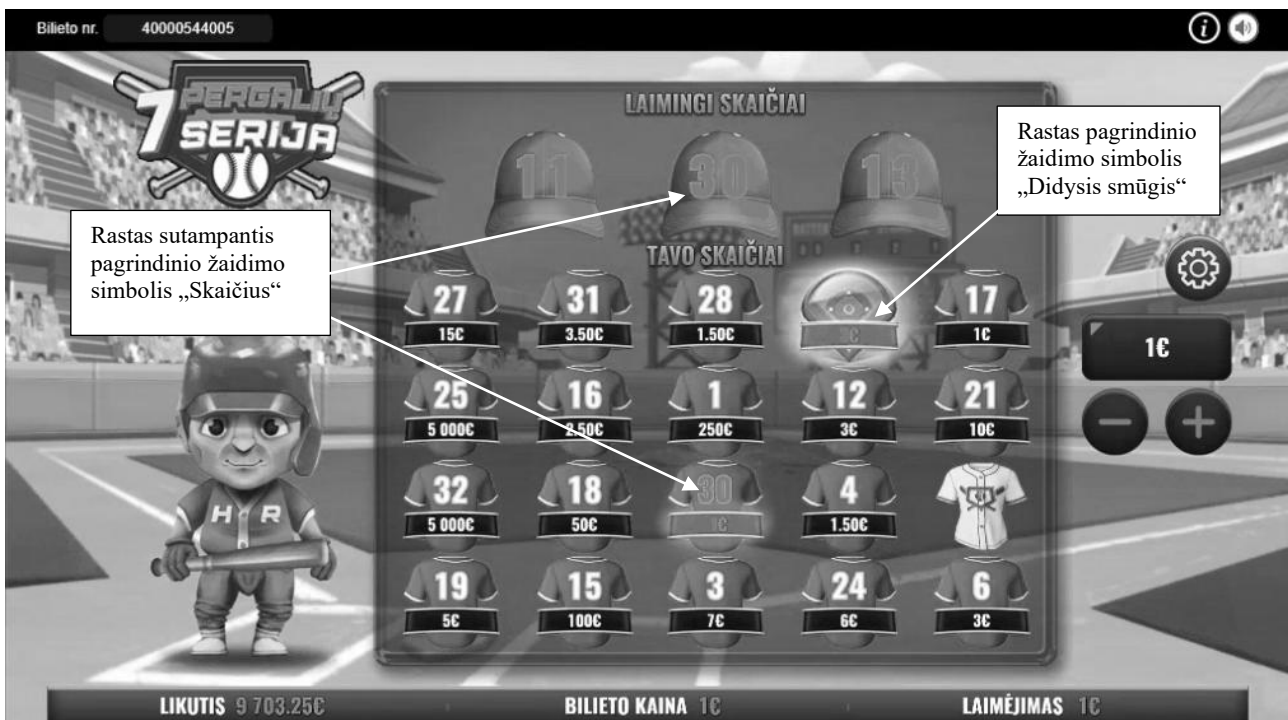 Bilieto nr. 40000544005
7 PERGALIŲ
SERIJA
LAIMINGI SKAIČIAI
11 30 13
Rastas pagrindinio
žaidimo simbolis
„Didysis smūgis“
Rastas sutampantis
pagrindinio žaidimo
simbolis „Skaičius“
TAVO SKAIČIAI
27 31 28 17
15€ 3.50€ 1.50€ € 1€
1€
25 16 1 12 21
5 000€ 2.50€ 250€ 3€ 10€
32 18 30 4
5 000€ 50€ 1€ 1.50€
H R
19 15 3 24 6
5€ 100€ 7€ 6€ 3€
LIKUTIS 9 703.25€ BILIETO KAINA 1€ LAIMĖJIMAS 1€